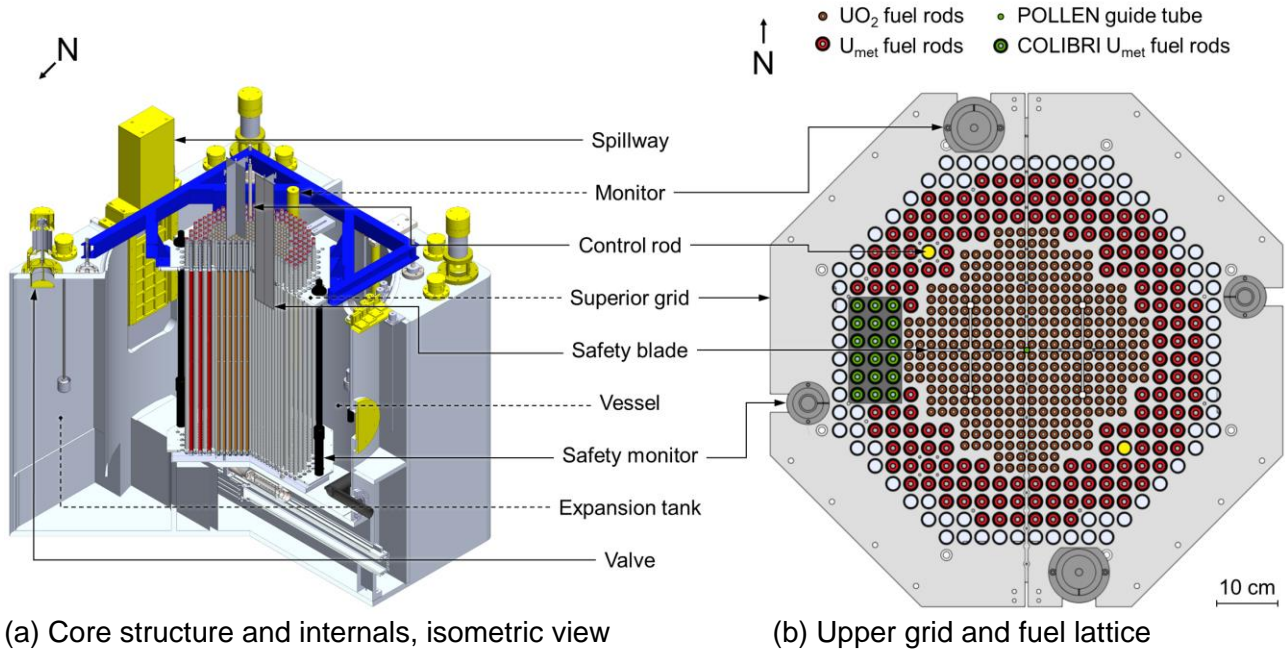 N
Spillway
Monitor
Control rod
Superior grid
Safety blade
Vessel
Safety monitor
Expansion tank
Valve
(a) Core structure and internals, isometric view
UO2 fuel rods
POLLEN guide tube
Umet fuel rods
COLIBRI Umet fuel rods
N
10 cm
(b) Upper grid and fuel lattice